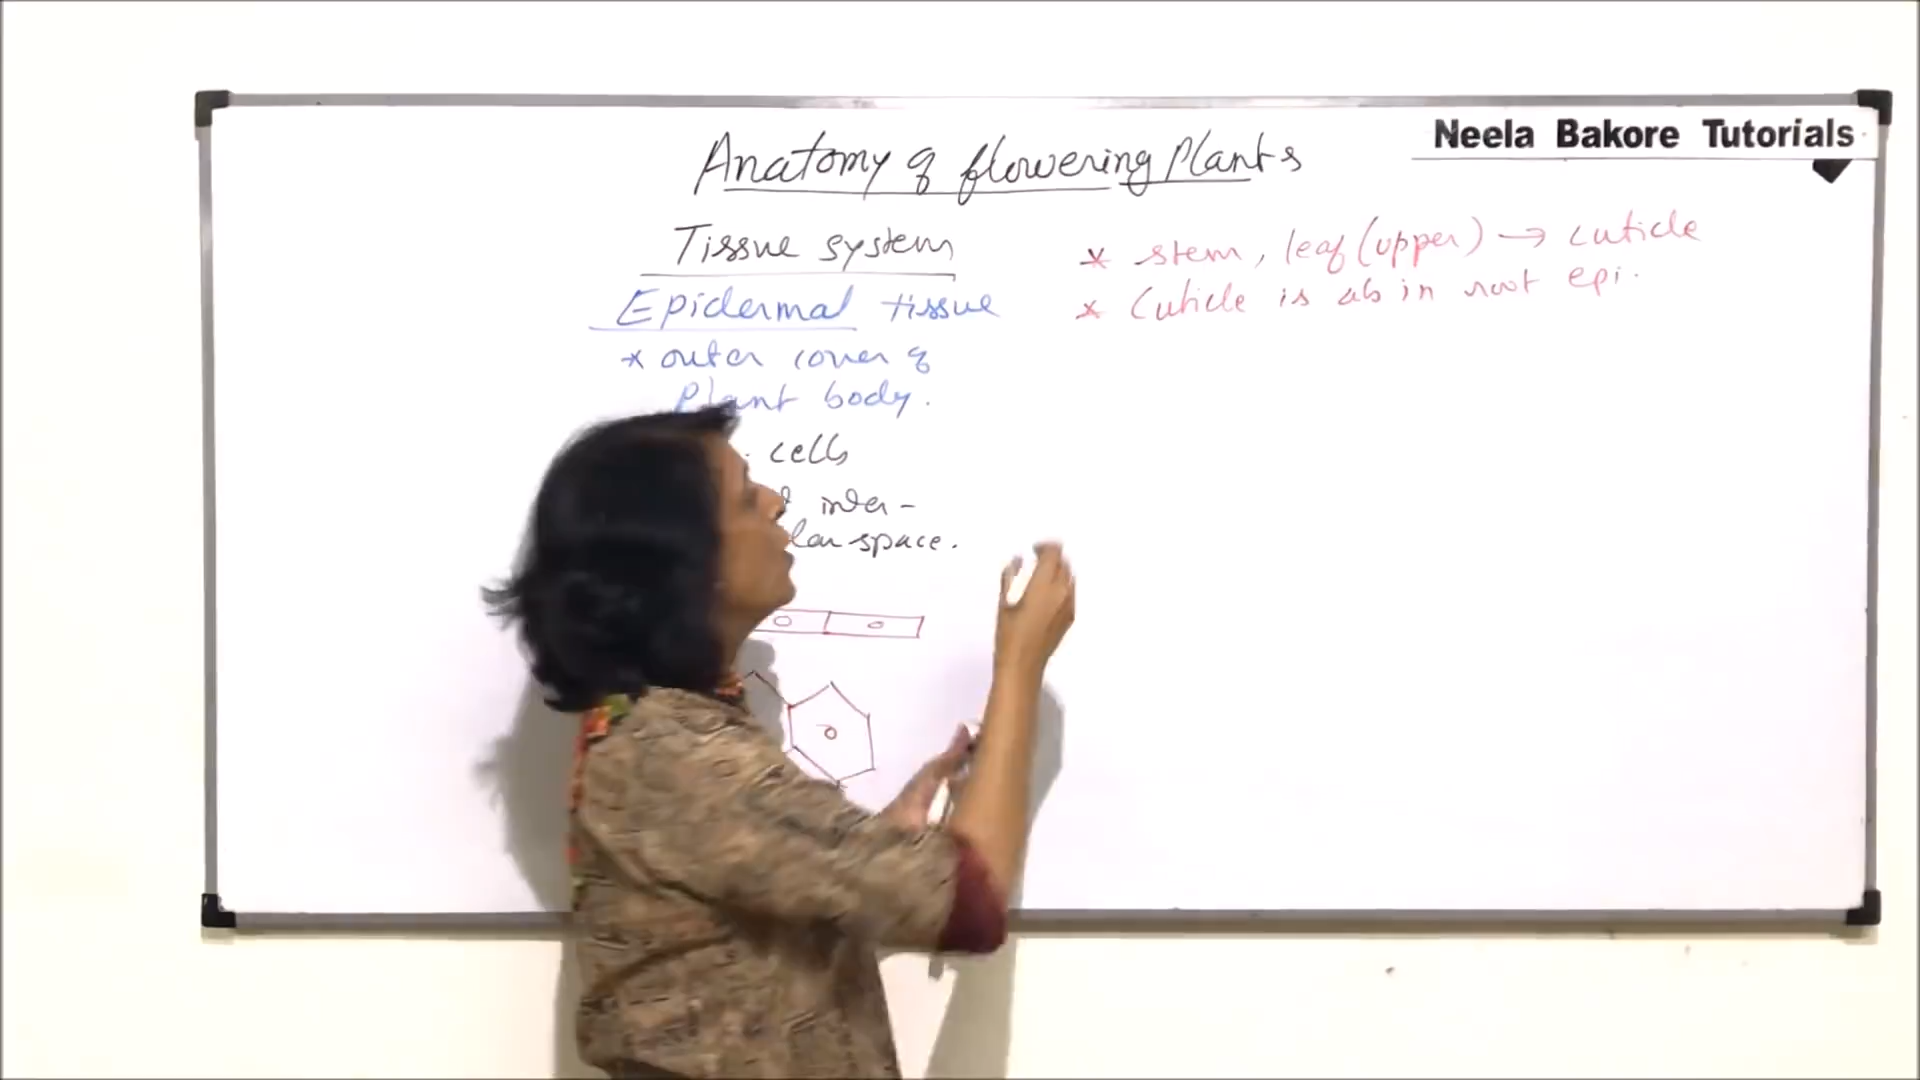 Neela Bakore Tutorials
Anatomy of flowering Plants
Tissue system
Epidermal tissue
* outer cover of
Plant body.
cells
inter-
lar space.
* stem, leaf (upper) → cuticle
* Cuticle is ab in root epi.